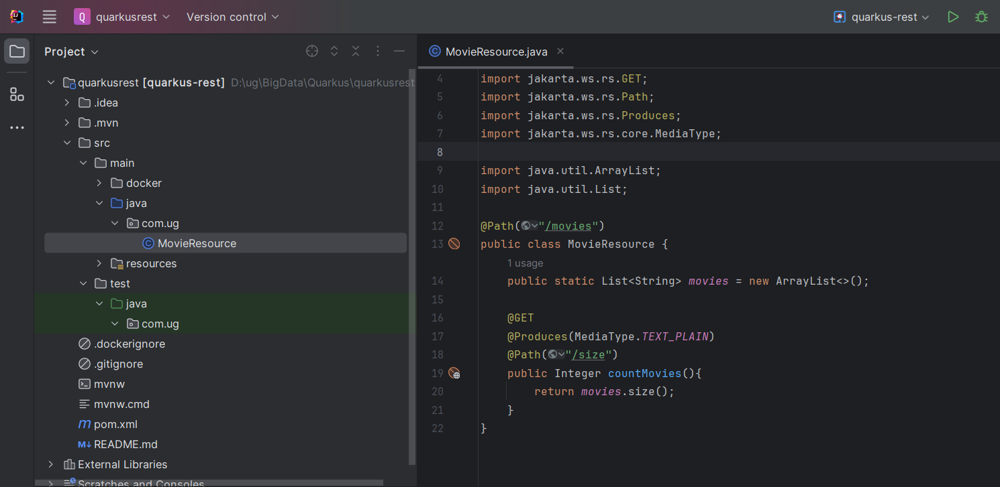 Q quarkusrest Version control quarkus-rest
Project
quarkusrest [quarkus-rest] D:\ug\BigData\Quarkus\quarkusrest
.idea
.mvn
src
main
docker
java
com.ug
MovieResource
resources
test
java
com.ug
.dockerignore
.gitignore
mvnw
mvnw.cmd
m pom.xml
M↓ README.md
External Libraries
Scratches and Consoles
MovieResource.java
4 import jakarta.ws.rs.GET;
5 import jakarta.ws.rs.Path;
6 import jakarta.ws.rs.Produces;
7 import jakarta.ws.rs.core.MediaType;
8
9 import java.util.ArrayList;
10 import java.util.List;
11
12 @Path("/movies")
13 public class MovieResource {
1 usage
14 public static List<String> movies = new ArrayList<>();
15
16 @GET
17 @Produces(MediaType.TEXT_PLAIN)
18 @Path("/size")
19 public Integer countMovies(){
20 return movies.size();
21 }
22 }